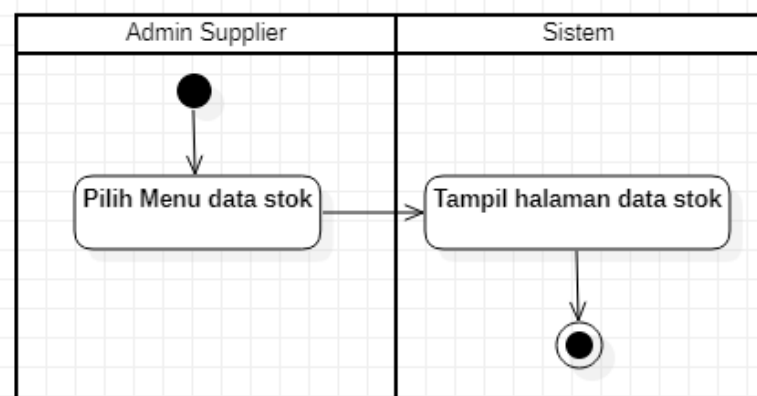 Admin Supplier
Sistem
Pilih Menu data stok
Tampil halaman data stok